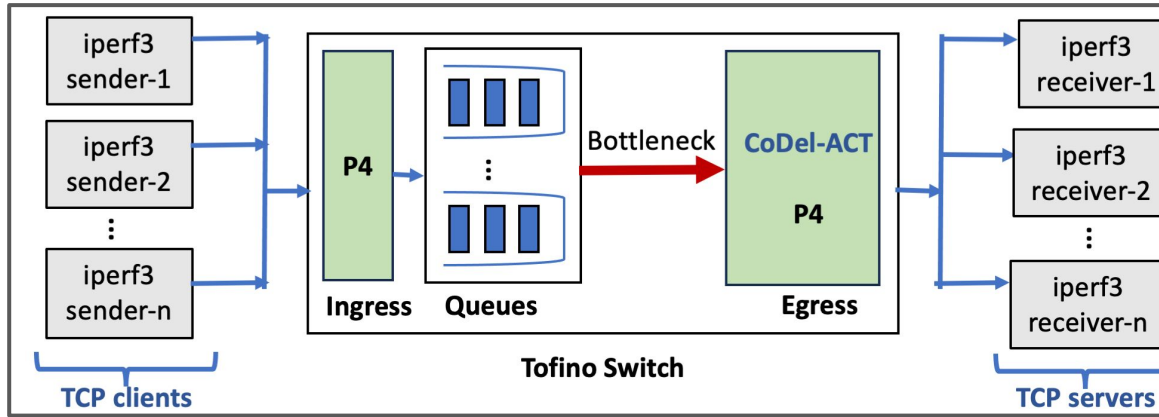 iperf3
sender-1
iperf3
sender-2
...
iperf3
sender-n
TCP clients
P4
Ingress
Queues
Bottleneck
CoDel-ACT
P4
Egress
Tofino Switch
iperf3
receiver-1
iperf3
receiver-2
...
iperf3
receiver-n
TCP servers